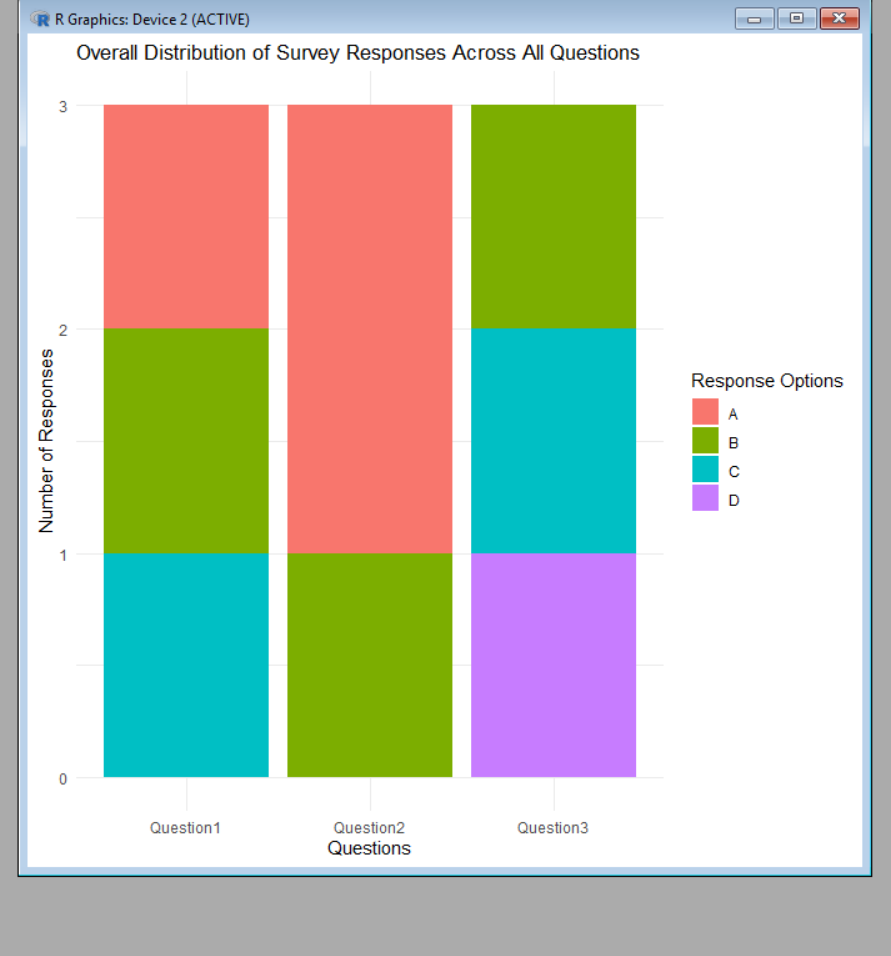 R Graphics: Device 2 (ACTIVE)
Overall Distribution of Survey Responses Across All Questions
3
2
1
0
Number of Responses
Question1
Question2
Question3
Questions
Response Options
A
B
C
D